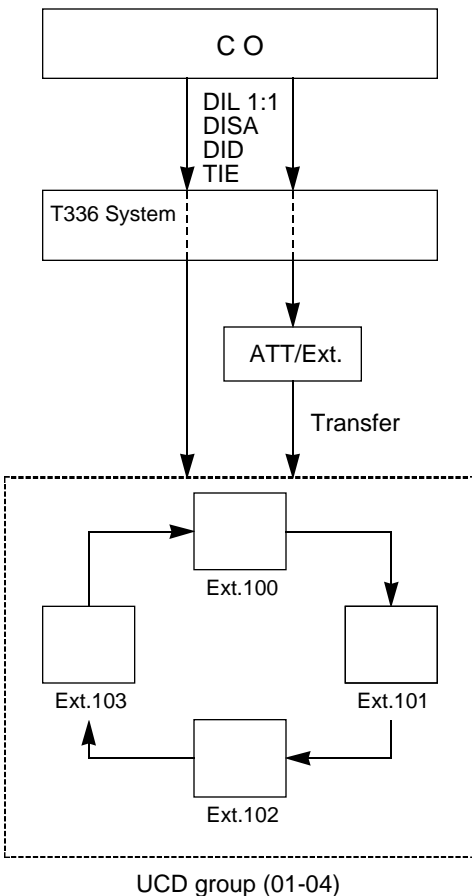 C O
DIL 1:1
DISA
DID
TIE
T336 System
ATT/Ext.
Transfer
Ext.100
Ext.103
Ext.101
Ext.102
UCD group (01-04)